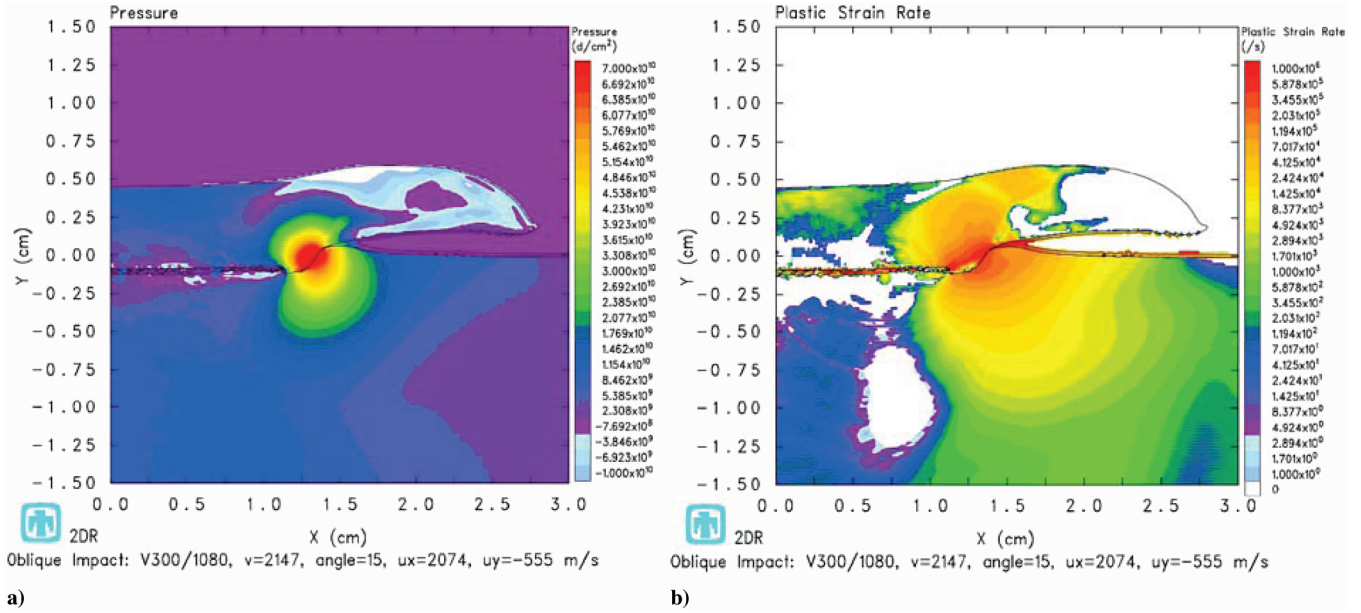 Pressure
1.50
1.25
1.00
0.75
0.50
0.25
0.00
-0.25
-0.50
-0.75
-1.00
-1.25
-1.50
Y (cm)
0.0 0.5 1.0 1.5 2.0 2.5 3.0
X (cm)
Pressure
(d/cm²)
7.000x10¹⁰
6.692x10¹⁰
6.385x10¹⁰
6.077x10¹⁰
5.769x10¹⁰
5.462x10¹⁰
5.154x10¹⁰
4.846x10¹⁰
4.538x10¹⁰
4.231x10¹⁰
3.923x10¹⁰
3.615x10¹⁰
3.308x10¹⁰
3.000x10¹⁰
2.692x10¹⁰
2.385x10¹⁰
2.077x10¹⁰
1.769x10¹⁰
1.462x10¹⁰
1.154x10¹⁰
8.462x10⁹
5.385x10⁹
2.308x10⁹
-7.692x10⁸
-3.846x10⁹
-6.923x10⁹
-1.000x10¹⁰
2DR
Oblique Impact: V300/1080, v=2147, angle=15, ux=2074, uy=-555 m/s
a)
Plastic Strain Rate
1.50
1.25
1.00
0.75
0.50
0.25
0.00
-0.25
-0.50
-0.75
-1.00
-1.25
-1.50
Y (cm)
0.0 0.5 1.0 1.5 2.0 2.5 3.0
X (cm)
Plastic Strain Rate
(/s)
1.000x10⁶
5.878x10⁵
3.455x10⁵
2.031x10⁵
1.194x10⁵
7.017x10⁴
4.125x10⁴
2.424x10⁴
1.425x10⁴
8.377x10³
4.923x10³
2.894x10³
1.701x10³
1.000x10³
5.878x10²
3.455x10²
2.031x10²
1.194x10²
7.017x10¹
4.125x10¹
2.424x10¹
1.425x10¹
8.377x10⁰
4.924x10⁰
2.894x10⁰
1.701x10⁰
1.000x10⁰
0
2DR
Oblique Impact: V300/1080, v=2147, angle=15, ux=2074, uy=-555 m/s
b)